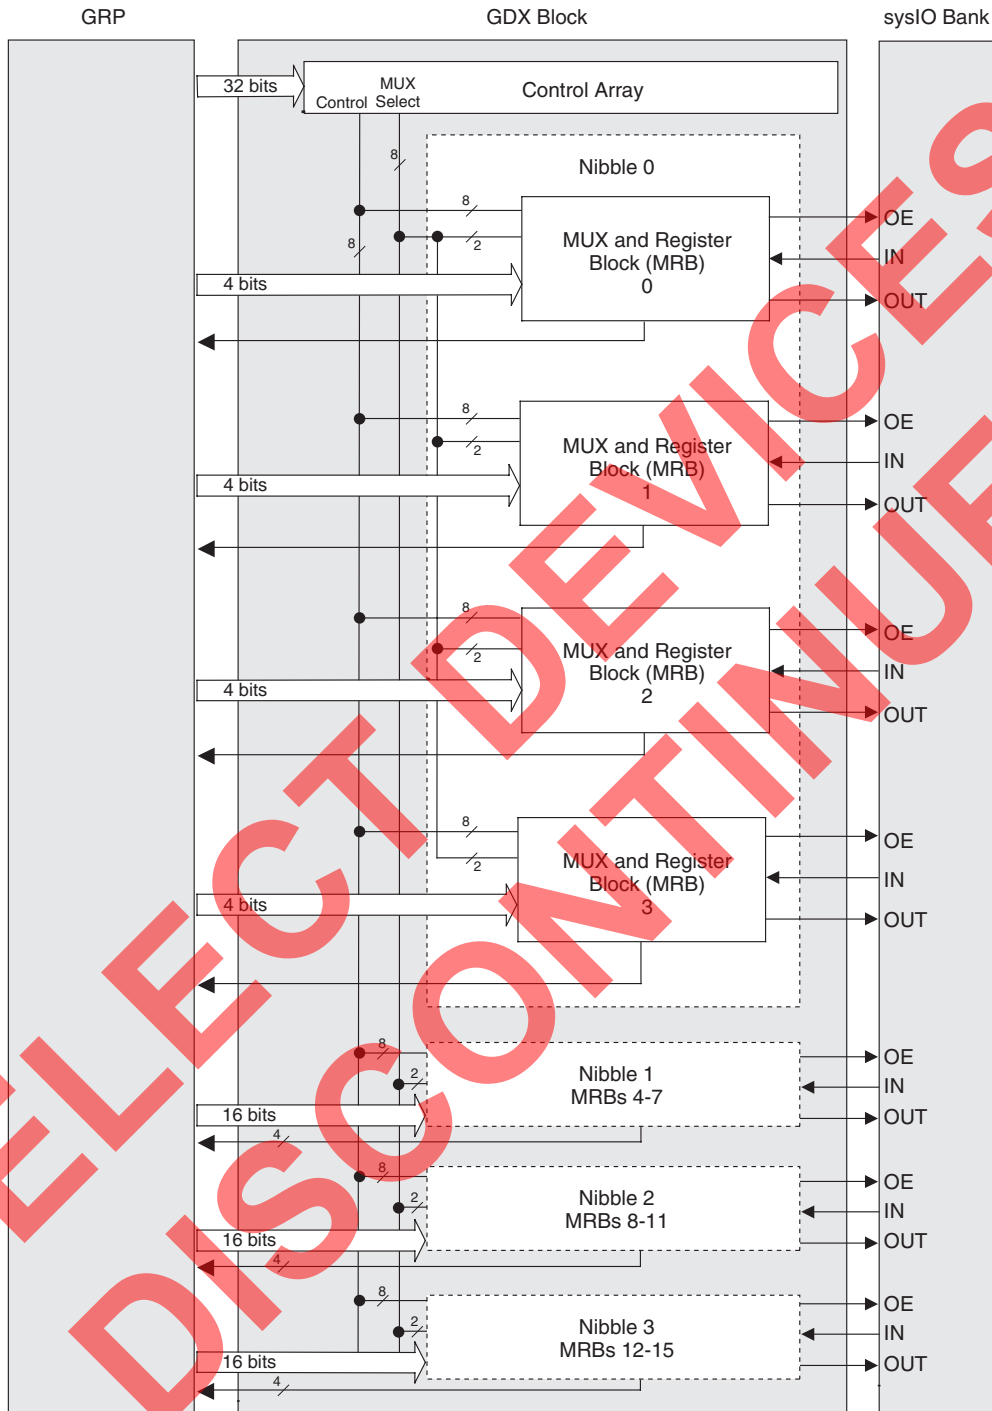 GRP
GDX Block
sysIO Bank
32 bits
MUX
Control Select
Control Array
8
Nibble 0
8
8
2
MUX and Register
Block (MRB)
0
OE
IN
OUT
4 bits
8
2
MUX and Register
Block (MRB)
1
OE
IN
OUT
4 bits
8
2
MUX and Register
Block (MRB)
2
OE
IN
OUT
4 bits
8
2
MUX and Register
Block (MRB)
3
OE
IN
OUT
4 bits
8
2
Nibble 1
MRBs 4-7
OE
IN
OUT
16 bits
4
8
2
Nibble 2
MRBs 8-11
OE
IN
OUT
16 bits
4
8
2
Nibble 3
MRBs 12-15
OE
IN
OUT
16 bits
4
ELECT DEVICES
DISCONTINUE